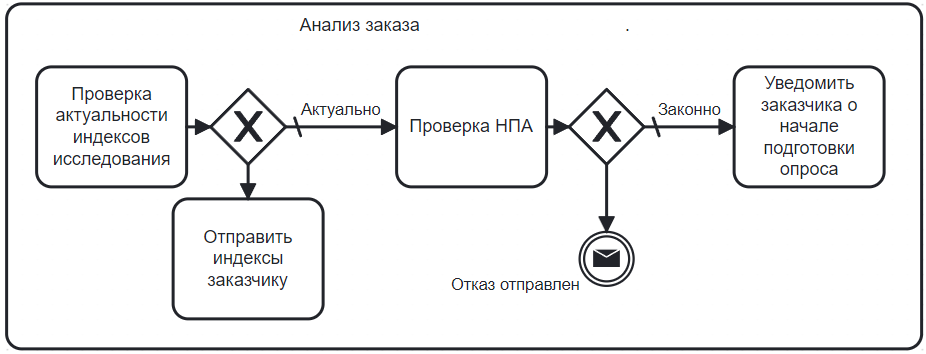 Анализ заказа .
Проверка
актуальности
индексов
исследования
Актуально
Проверка НПА
Законно
Уведомить
заказчика о
начале
подготовки
опроса
Отправить
индексы
заказчику
Отказ отправлен